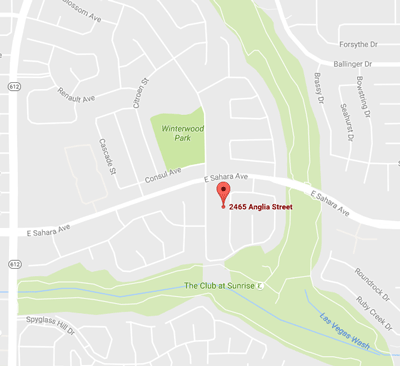 Blossom Ave
Forsythe Dr
Ballinger Dr
612
Renault Ave
Citroen St
Brassy Dr
Bowstring Dr
Seahurst Dr
Winterwood
Park
Cascade St
Consul Ave
E Sahara Ave
2465 Anglia Street
E Sahara Ave
E Sahara Ave
612
The Club at Sunrise
Roundrock Dr
Ruby Creek Dr
Las Vegas Wash
Spyglass Hill Dr